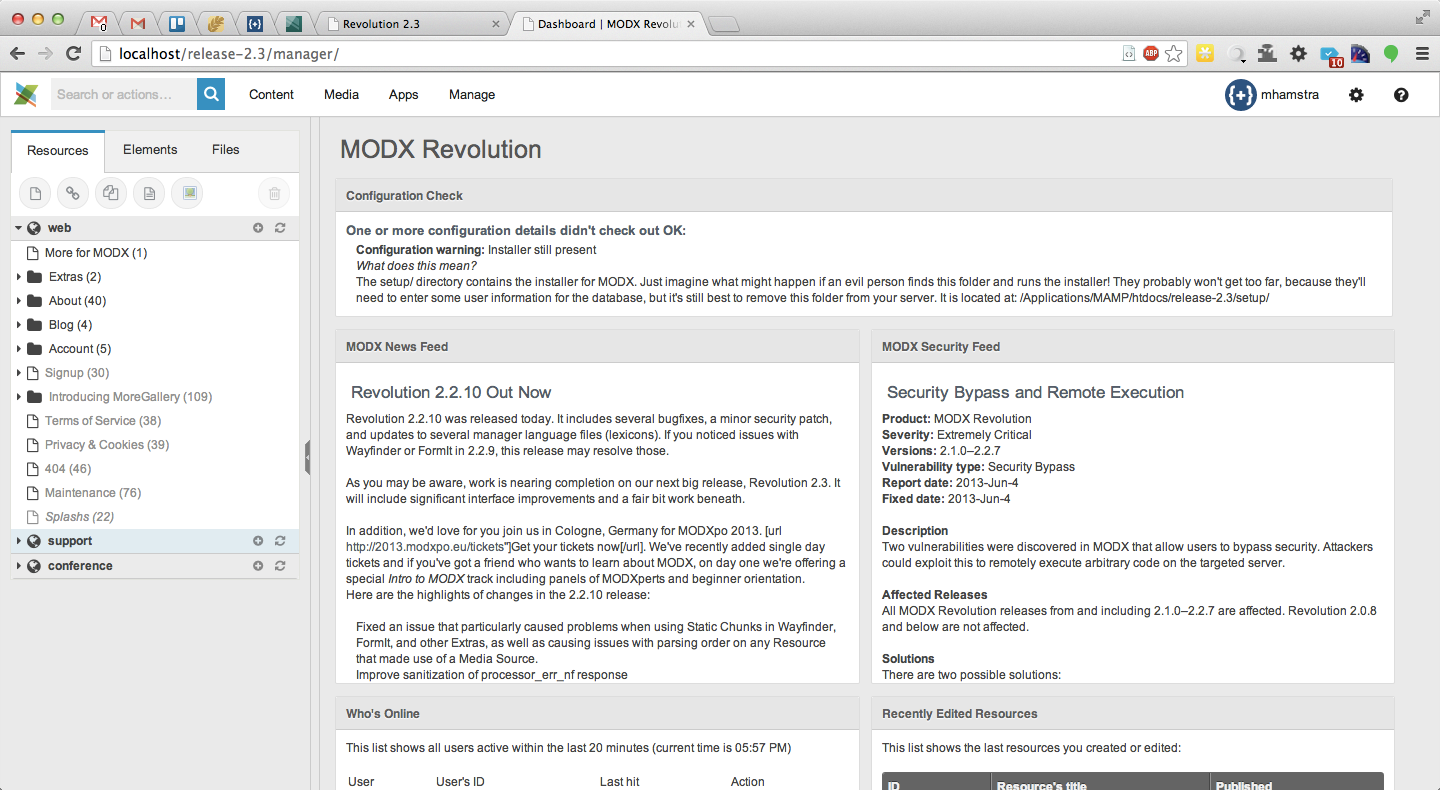 0
Revolution 2.3
Dashboard | MODX Revolu
localhost/release-2.3/manager/
ABP
10
Search or actions...
Content
Media
Apps
Manage
mhamstra
Resources
Elements
Files
web
More for MODX (1)
Extras (2)
About (40)
Blog (4)
Account (5)
Signup (30)
Introducing MoreGallery (109)
Terms of Service (38)
Privacy & Cookies (39)
404 (46)
Maintenance (76)
Splashs (22)
support
conference
MODX Revolution
Configuration Check
One or more configuration details didn't check out OK:
Configuration warning: Installer still present
What does this mean?
The setup/ directory contains the installer for MODX. Just imagine what might happen if an evil person finds this folder and runs the installer! They probably won't get too far, because they'll
need to enter some user information for the database, but it's still best to remove this folder from your server. It is located at: /Applications/MAMP/htdocs/release-2.3/setup/
MODX News Feed
Revolution 2.2.10 Out Now
Revolution 2.2.10 was released today. It includes several bugfixes, a minor security patch,
and updates to several manager language files (lexicons). If you noticed issues with
Wayfinder or FormIt in 2.2.9, this release may resolve those.
As you may be aware, work is nearing completion on our next big release, Revolution 2.3. It
will include significant interface improvements and a fair bit work beneath.
In addition, we'd love for you join us in Cologne, Germany for MODXpo 2013. [url
http://2013.modxpo.eu/tickets"]Get your tickets now[/url]. We've recently added single day
tickets and if you've got a friend who wants to learn about MODX, on day one we're offering a
special Intro to MODX track including panels of MODXperts and beginner orientation.
Here are the highlights of changes in the 2.2.10 release:
Fixed an issue that particularly caused problems when using Static Chunks in Wayfinder,
FormIt, and other Extras, as well as causing issues with parsing order on any Resource
that made use of a Media Source.
Improve sanitization of processor_err_nf response
MODX Security Feed
Security Bypass and Remote Execution
Product: MODX Revolution
Severity: Extremely Critical
Versions: 2.1.0–2.2.7
Vulnerability type: Security Bypass
Report date: 2013-Jun-4
Fixed date: 2013-Jun-4
Description
Two vulnerabilities were discovered in MODX that allow users to bypass security. Attackers
could exploit this to remotely execute arbitrary code on the targeted server.
Affected Releases
All MODX Revolution releases from and including 2.1.0–2.2.7 are affected. Revolution 2.0.8
and below are not affected.
Solutions
There are two possible solutions:
Who's Online
This list shows all users active within the last 20 minutes (current time is 05:57 PM)
User User's ID Last hit Action
Recently Edited Resources
This list shows the last resources you created or edited:
ID Resource's title Published